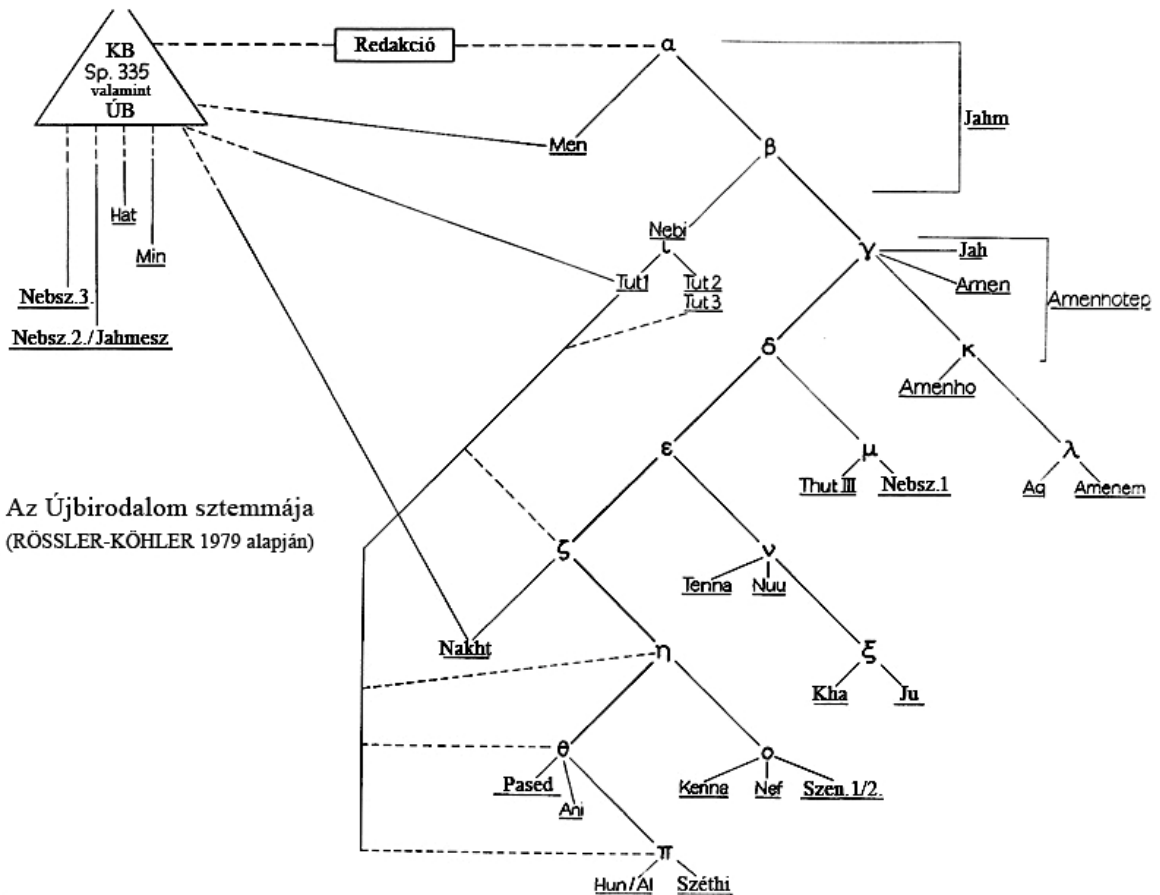 KB
Sp. 335
valamint
ÚB
Redakció
α
Jahm
Men
β
Hat
Nebi
ι
γ
Jah
Min
Tut1
Tut 2
Tut 3
Amen
Amenhotep
Nebsz.3.
Nebsz.2./Jahmesz
δ
κ
Amenho
ε
μ
λ
Thut III
Nebsz.1
Aq
Amenem
Az Újbirodalom sztemmája
(RÖSSLER-KÖHLER 1979 alapján)
ζ
ν
Tenna
Nuu
Nakht
η
ξ
Kha
Ju
θ
ο
Pased
Ani
Kenna
Nef
Szen.1/2.
π
Hun/Al
Széthi